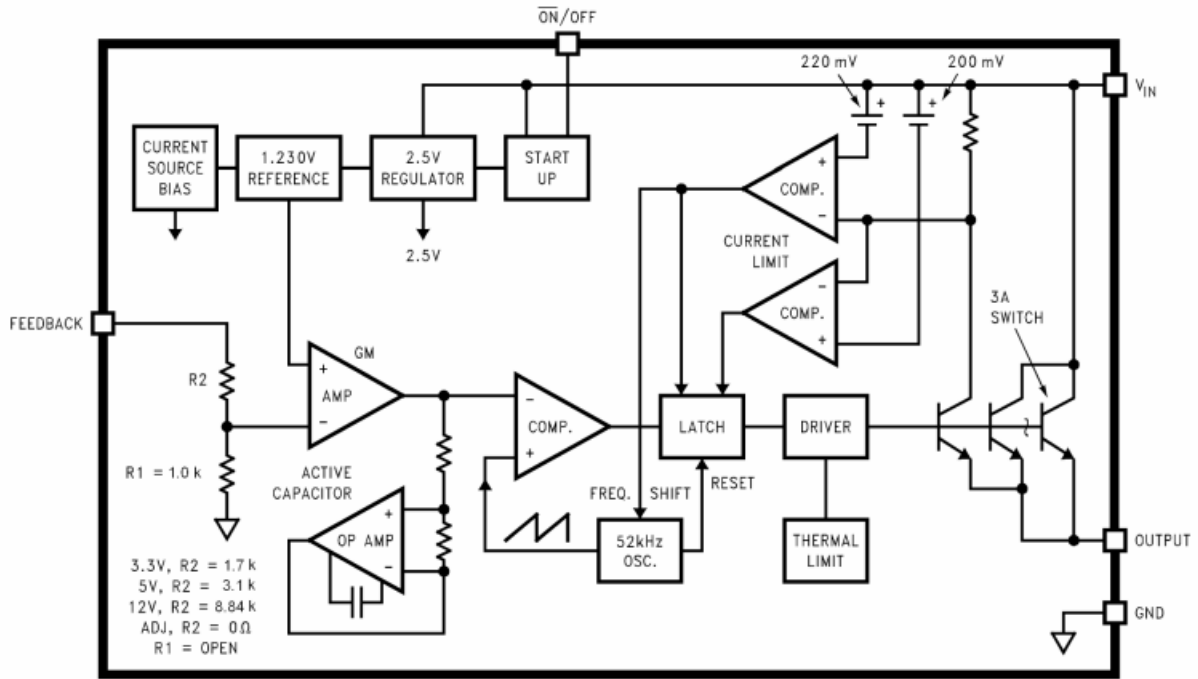 ON/OFF
220 mV
200 mV
VIN
CURRENT
SOURCE
BIAS
1.230V
REFERENCE
2.5V
REGULATOR
START
UP
+
+
+
COMP.
−
2.5V
CURRENT
LIMIT
−
COMP.
+
3A
SWITCH
FEEDBACK
GM
R2
+
AMP
−
−
COMP.
+
LATCH
DRIVER
R1 = 1.0 k
ACTIVE
CAPACITOR
FREQ. SHIFT
RESET
+
OP AMP
−
52kHz
OSC.
THERMAL
LIMIT
OUTPUT
3.3V, R2 = 1.7 k
5V, R2 = 3.1 k
12V, R2 = 8.84 k
ADJ, R2 = 0Ω
R1 = OPEN
GND